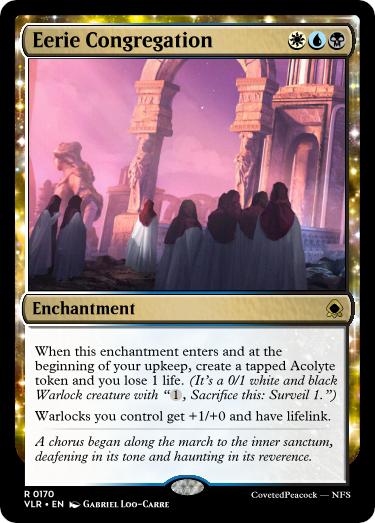 Eerie Congregation
Enchantment
When this enchantment enters and at the
beginning of your upkeep, create a tapped Acolyte
token and you lose 1 life. (It's a 0/1 white and black
Warlock creature with “1, Sacrifice this: Surveil 1.”)
Warlocks you control get +1/+0 and have lifelink.
A chorus began along the march to the inner sanctum,
deafening in its tone and haunting in its reverence.
R 0170
VLR • EN Gabriel Loo-Carre
CovetedPeacock — NFS